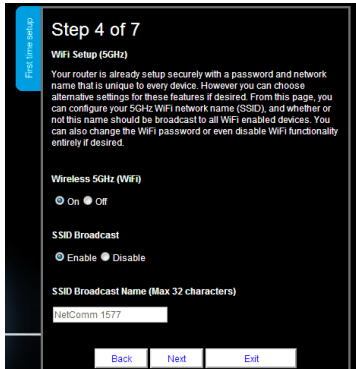 First time setup
Step 4 of 7
WiFi Setup (5GHz)
Your router is already setup securely with a password and network
name that is unique to every device. However you can choose
alternative settings for these features if desired. From this page, you
can configure your 5GHz WiFi network name (SSID), and whether or
not this name should be broadcast to all WiFi enabled devices. You
can also change the WiFi password or even disable WiFi functionality
entirely if desired.
Wireless 5GHz (WiFi)
On Off
SSID Broadcast
Enable Disable
SSID Broadcast Name (Max 32 characters)
NetComm 1577
Back Next Exit